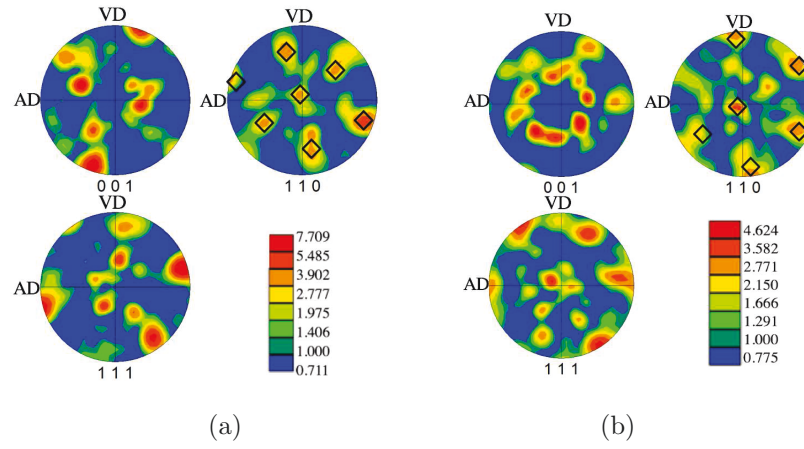 VD VD
AD AD
0 0 1 1 1 0
VD
AD
1 1 1
7.709
5.485
3.902
2.777
1.975
1.406
1.000
0.711
(a)
VD VD
AD
0 0 1 1 1 0
VD
AD
1 1 1
4.624
3.582
2.771
2.150
1.666
1.291
1.000
0.775
(b)